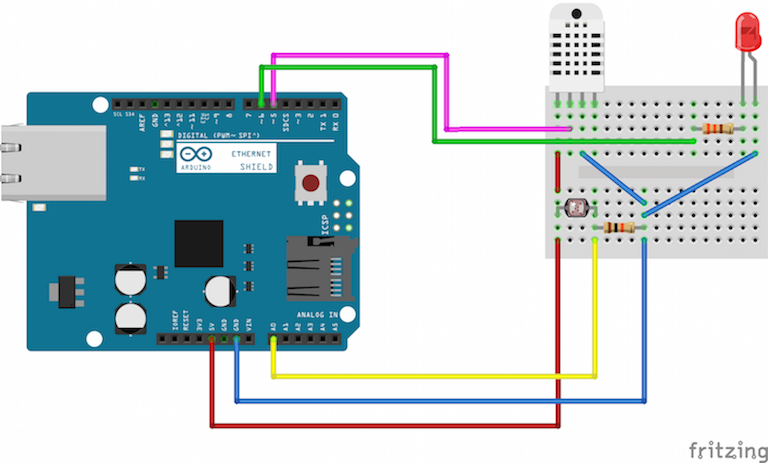 SCL SDA
AREF
GND
~13
~12
~11
~9
8
7
~6
~5
SDCS
~3
2
TX 1
RX 0
DIGITAL (PWM~ SPI^)
TX
RX
ARDUINO
ETHERNET
SHIELD
ICSP
ANALOG IN
IOREF
RESET
3V3
5V
GND
GND
VIN
A0
A1
A2
A3
A4
A5
fritzing